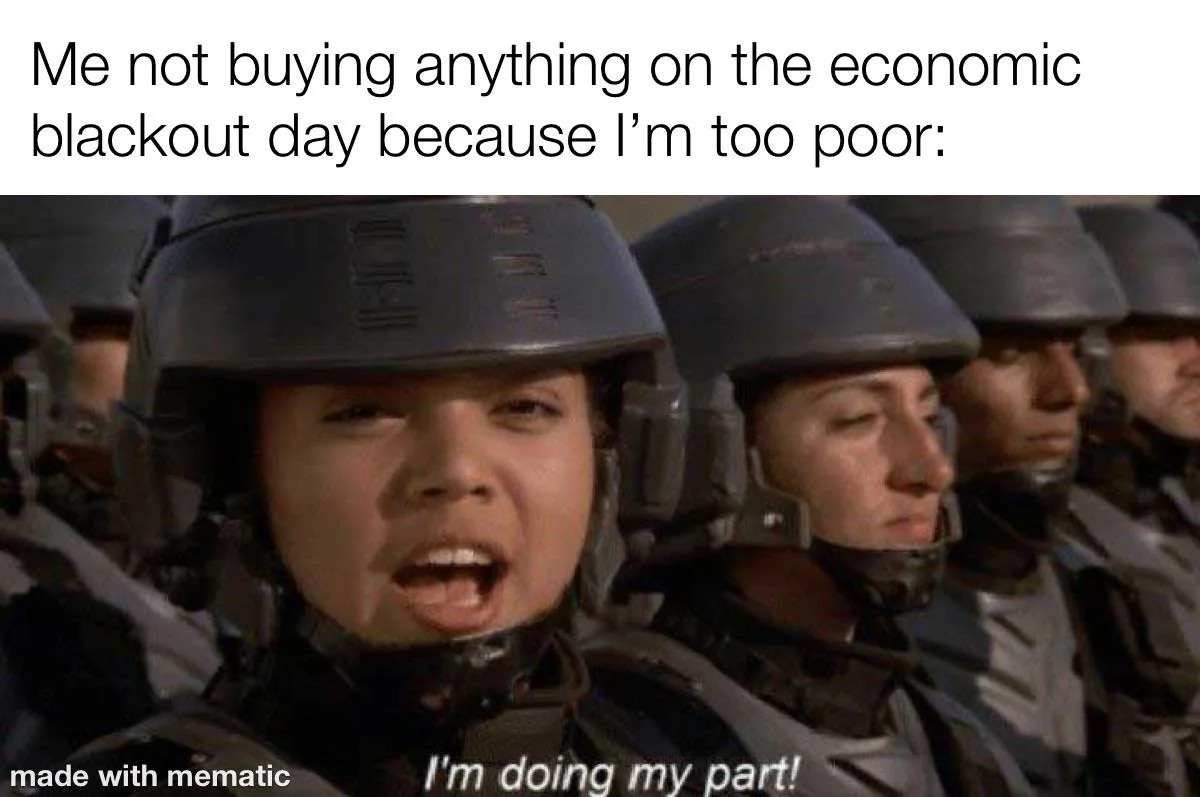 Me not buying anything on the economic
blackout day because I’m too poor:
I'm doing my part!
made with mematic